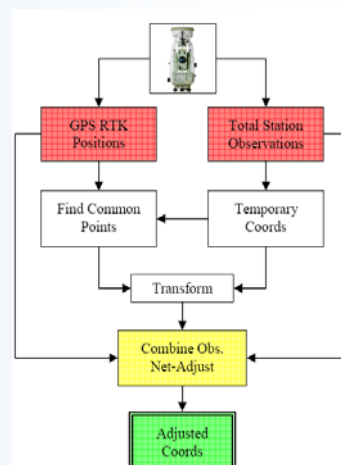 GPS RTK
Positions
Total Station
Observations
Find Common
Points
Temporary
Coords
Transform
Combine Obs.
Net-Adjust
Adjusted
Coords